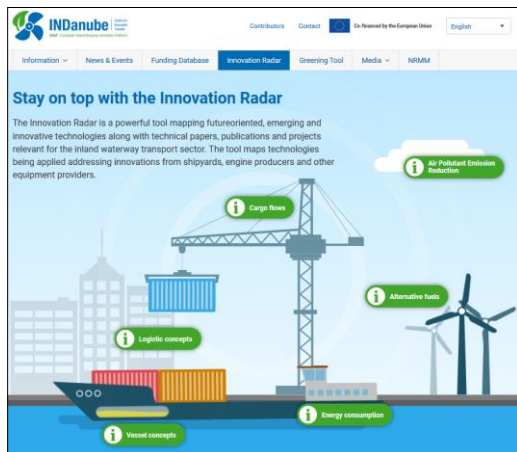 INDanube
Contributors
Contact
Co-financed by the European Union
English
Information
News & Events
Funding Database
Innovation Radar
Greening Tool
Media
NRMM
Stay on top with the Innovation Radar
The Innovation Radar is a powerful tool mapping futureoriented, emerging and
innovative technologies along with technical papers, publications and projects
relevant for the inland waterway transport sector. The tool maps technologies
being applied addressing innovations from shipyards, engine producers and other
equipment providers.
Air Pollutant Emission
Reduction
Cargo flows
Alternative fuels
Logistic concepts
Energy consumption
Vessel concepts